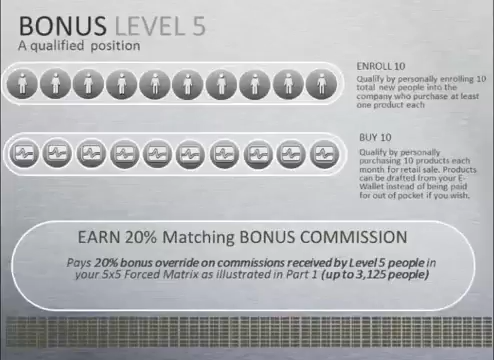 BONUS LEVEL 5
A qualified position
ENROLL 10
Qualify by personally enrolling 10
total new people into the
company who purchase at least
one product each
BUY 10
Qualify by personally
purchasing 10 products each
month for retail sale. Products
can be drafted from your E-
Wallet instead of being paid
for out of pocket if you wish.
EARN 20% Matching BONUS COMMISSION
Pays 20% bonus override on commissions received by Level 5 people in
your 5x5 Forced Matrix as illustrated in Part 1 (up to 3,125 people)